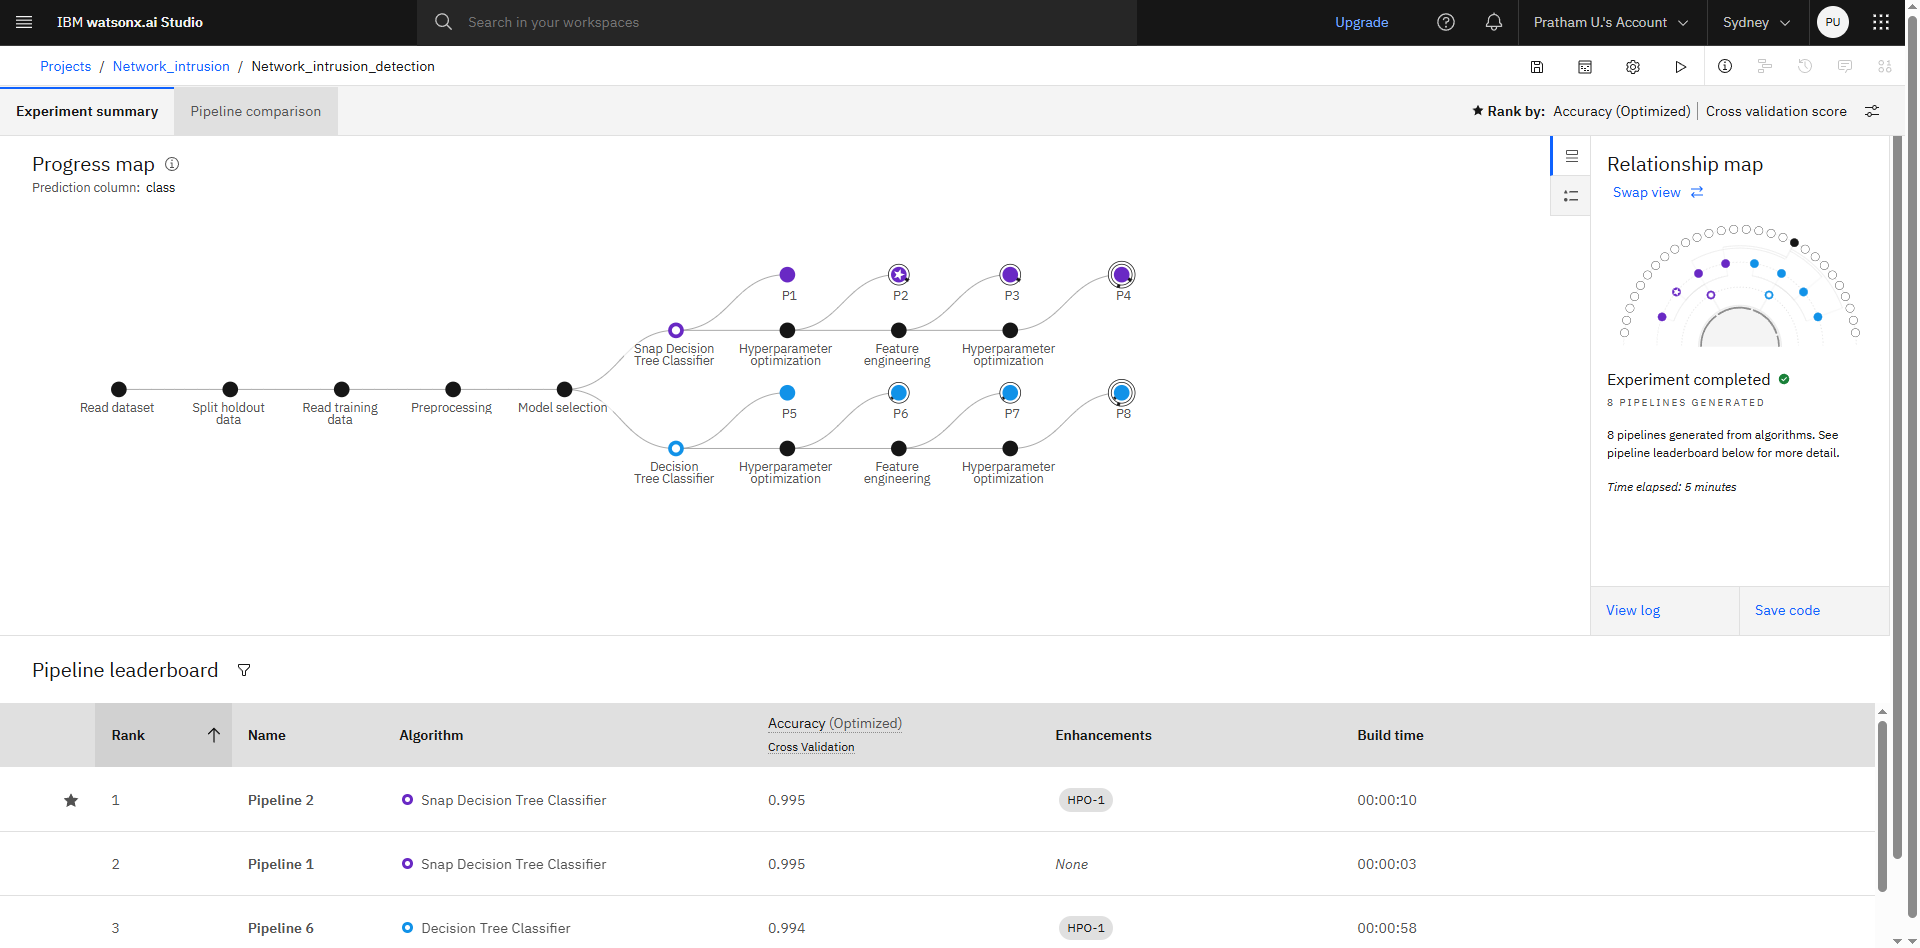 IBM watsonx.ai Studio
Search in your workspaces
Upgrade
Pratham U.'s Account
Sydney
PU
Projects / Network_intrusion / Network_intrusion_detection
Experiment summary
Pipeline comparison
Rank by: Accuracy (Optimized) | Cross validation score
Progress map
Prediction column: class
P1
P2
P3
P4
Snap Decision
Tree Classifier
Hyperparameter
optimization
Feature
engineering
Hyperparameter
optimization
Read dataset
Split holdout
data
Read training
data
Preprocessing
Model selection
P5
P6
P7
P8
Decision
Tree Classifier
Hyperparameter
optimization
Feature
engineering
Hyperparameter
optimization
Relationship map
Swap view
Experiment completed
8 PIPELINES GENERATED
8 pipelines generated from algorithms. See
pipeline leaderboard below for more detail.
Time elapsed: 5 minutes
View log
Save code
Pipeline leaderboard
Rank
Name
Algorithm
Accuracy (Optimized)
Cross Validation
Enhancements
Build time
1 Pipeline 2 Snap Decision Tree Classifier 0.995 HPO-1 00:00:10
2 Pipeline 1 Snap Decision Tree Classifier 0.995 None 00:00:03
3 Pipeline 6 Decision Tree Classifier 0.994 HPO-1 00:00:58